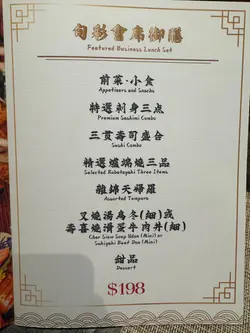 旬彩會席御膳
Featured Business Lunch Set
前菜·小食
Appetisers and Snacks
特選刺身三点
Premium Sashimi Combo
三貫壽司盛合
Sushi Combo
精選爐端燒三品
Selected Robatayaki Three Items
雜錦天婦羅
Assorted Tempura
叉燒湯烏冬(細)或
壽喜燒滑蛋牛肉丼(細)
Char Siew Soup Udon (Mini) or
Sukiyaki Beef Don (Mini)
甜品
Dessert
$198